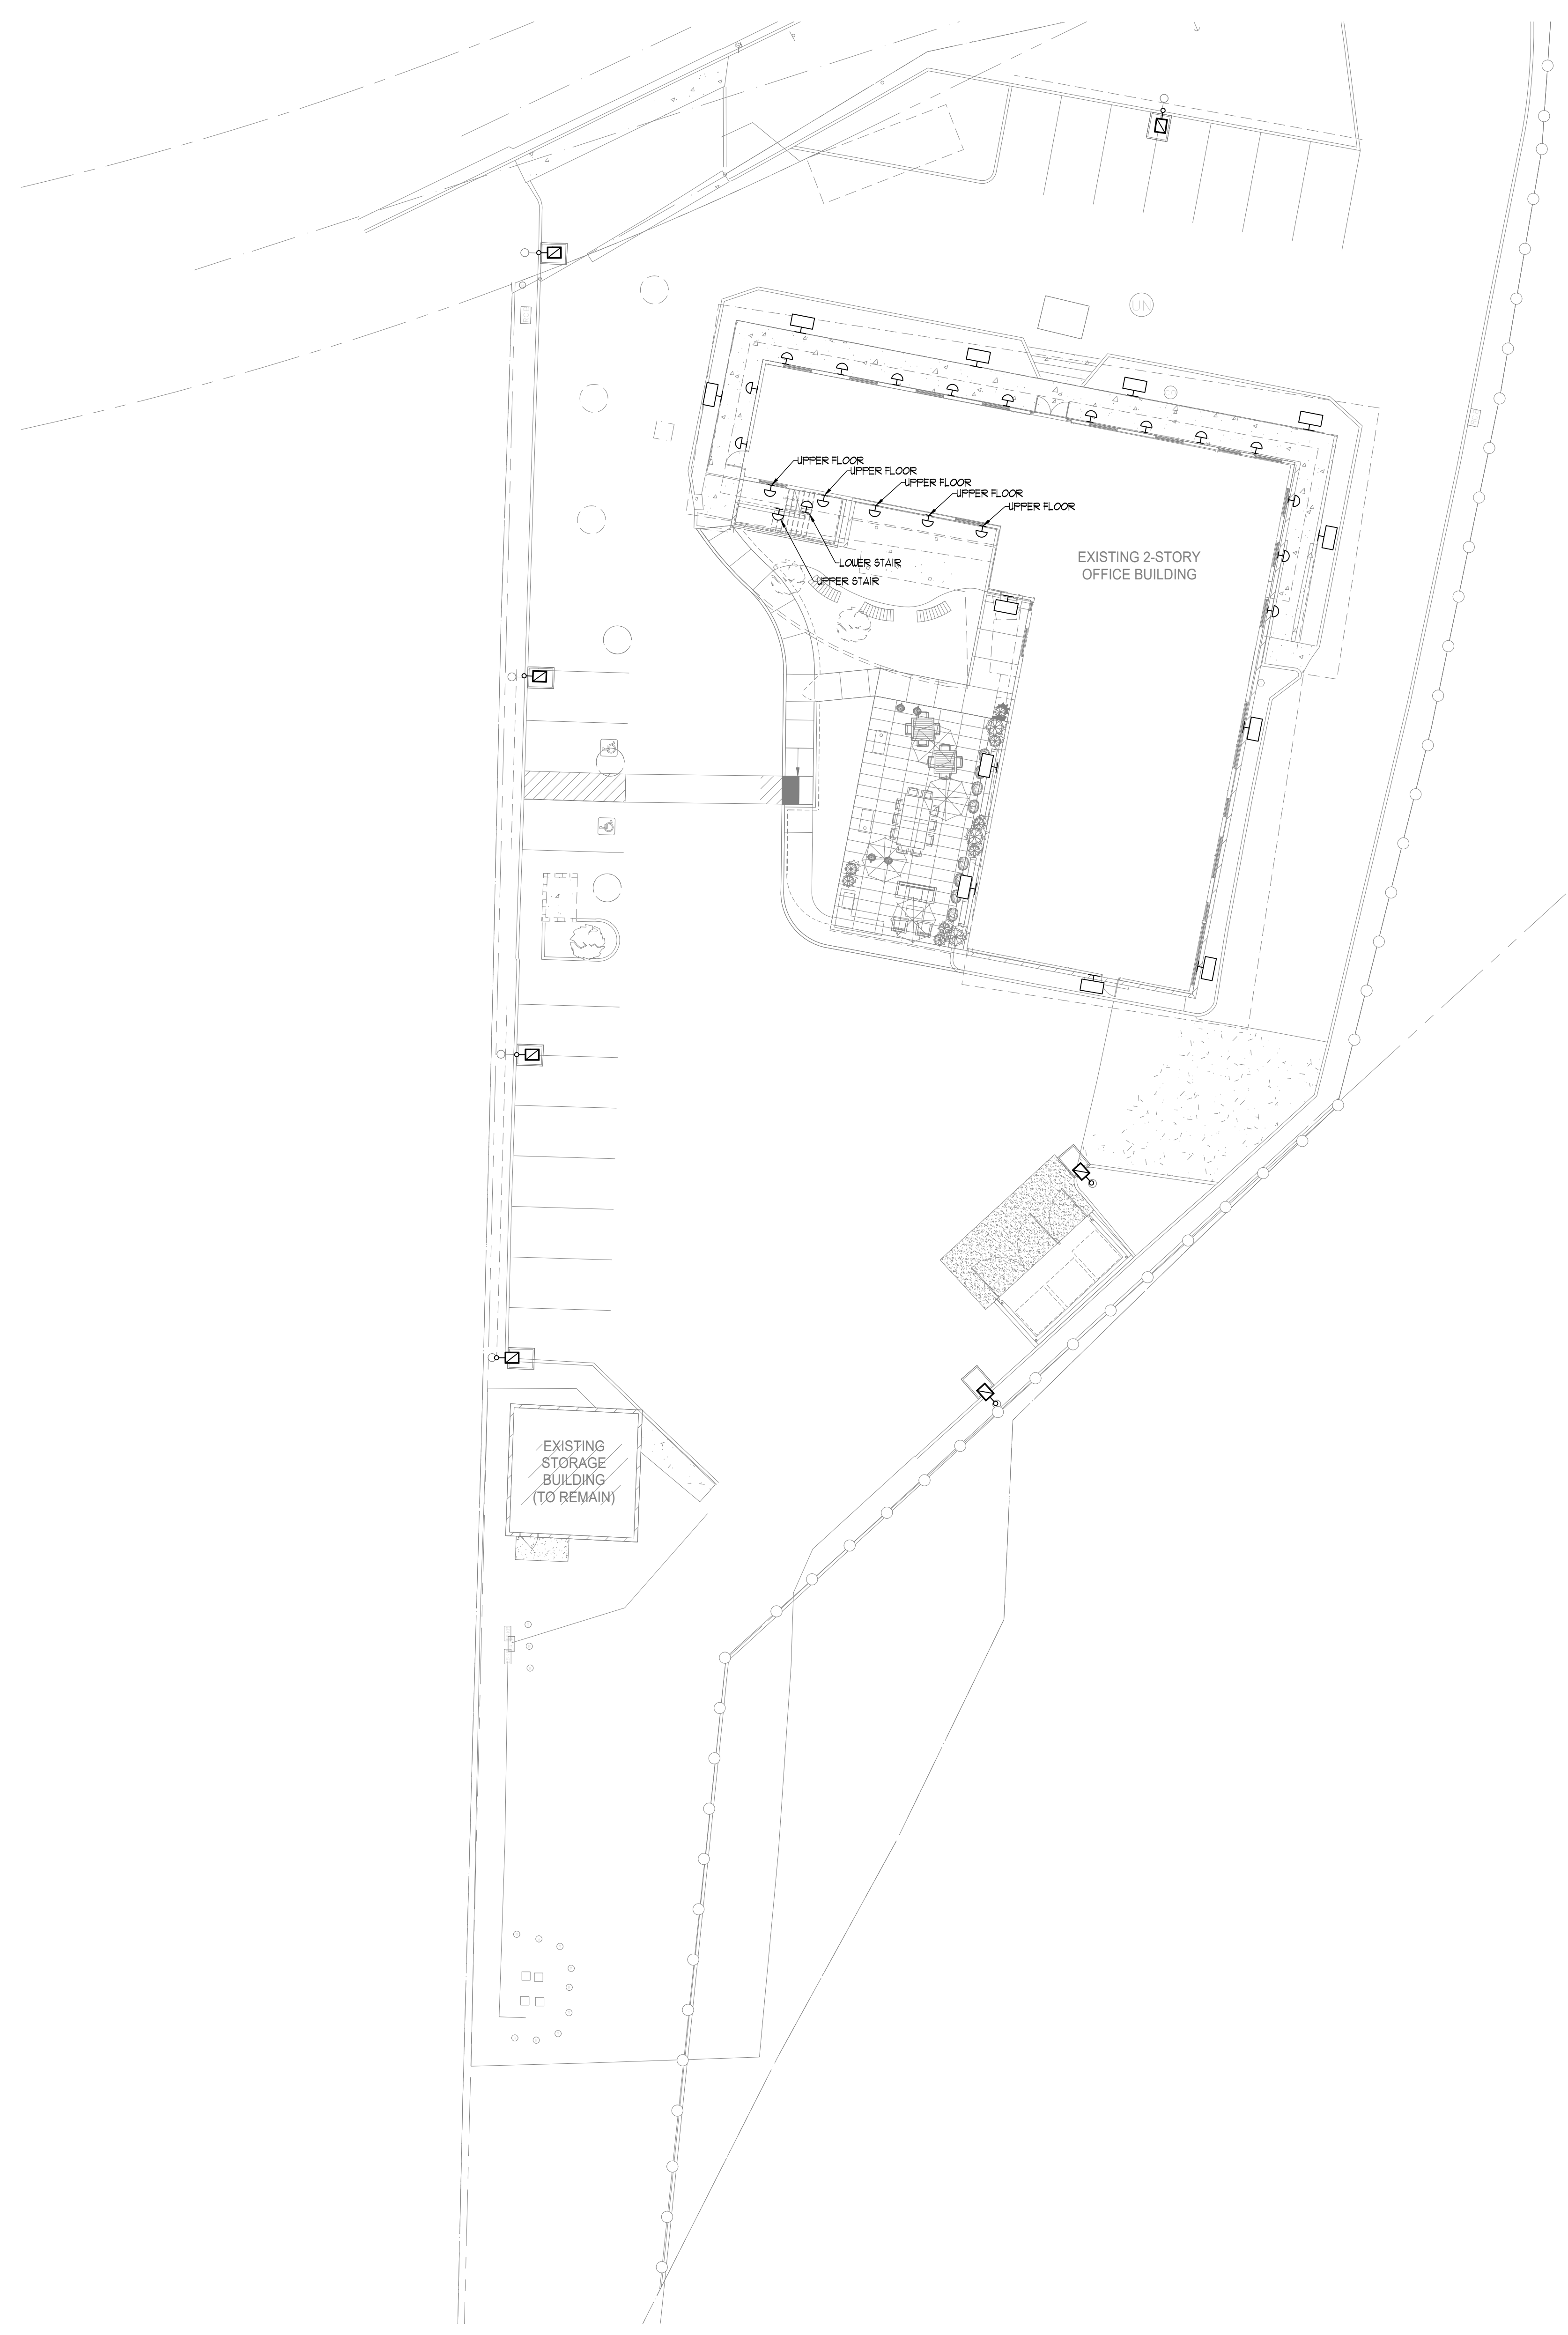 UPPER FLOOR
UPPER FLOOR
UPPER FLOOR
UPPER FLOOR
UPPER FLOOR
LOWER STAIR
UPPER STAIR
EXISTING 2-STORY
OFFICE BUILDING
EXISTING
STORAGE
BUILDING
(TO REMAIN)